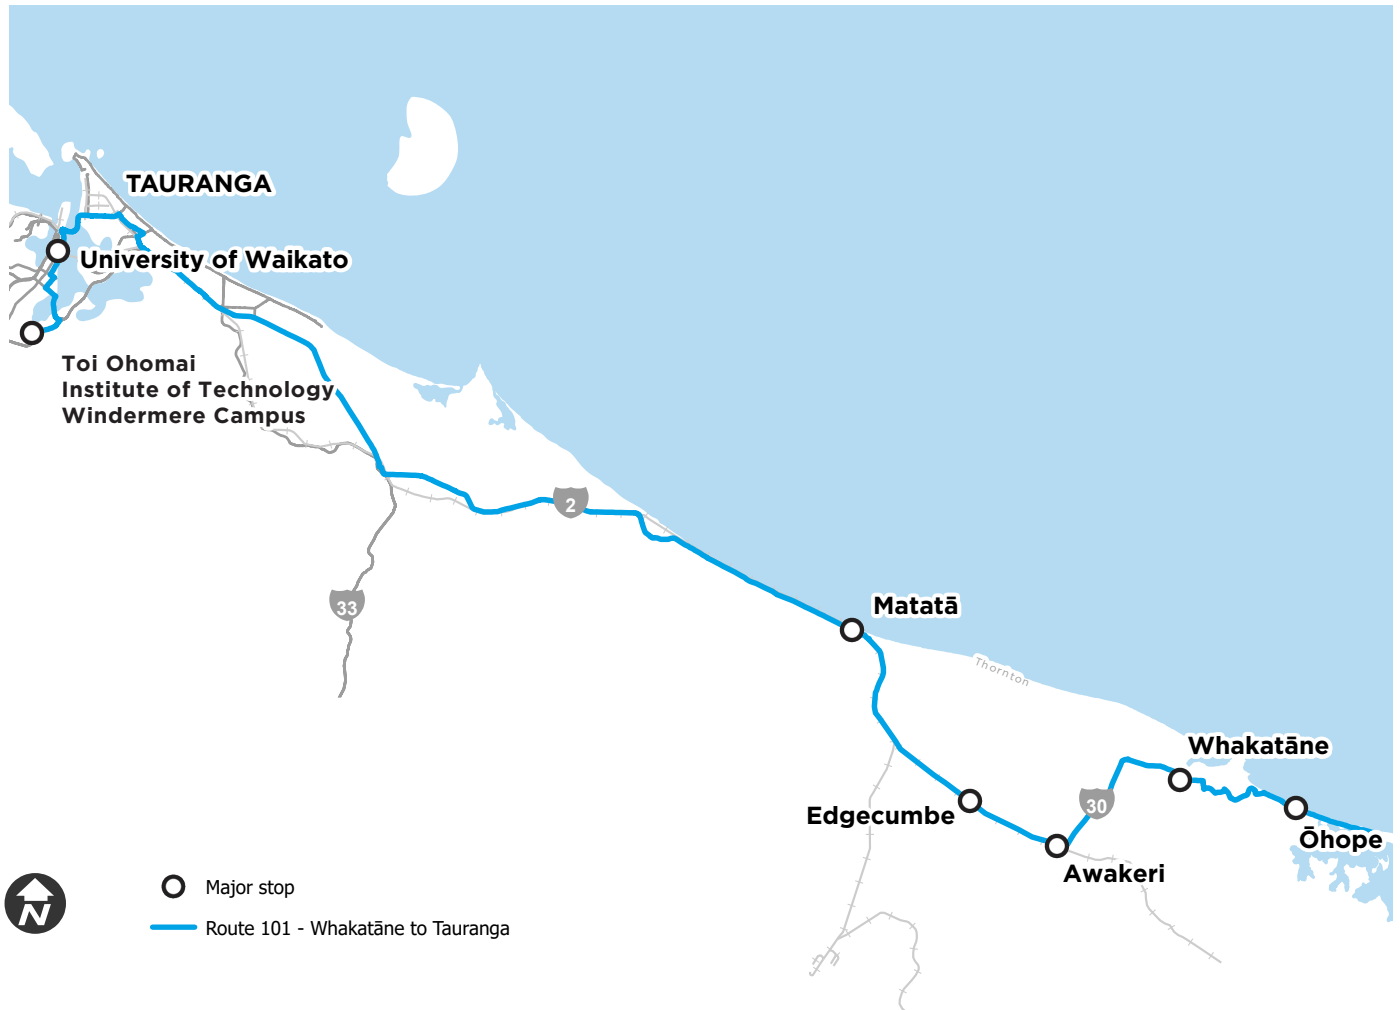 TAURANGA
University of Waikato
Toi Ohomai
Institute of Technology
Windermere Campus
2
33
Matatā
Thornton
Whakatāne
30
Edgecumbe
Ōhope
Awakeri
N
Major stop
Route 101 - Whakatāne to Tauranga